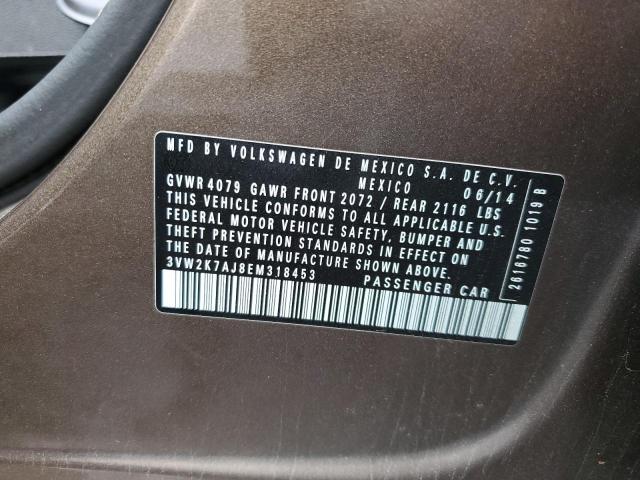 MFD BY VOLKSWAGEN DE MEXICO S.A. DE C.V.
MEXICO 06/14
GVWR 4079 GAWR FRONT 2072 / REAR 2116 LBS
THIS VEHICLE CONFORMS TO ALL APPLICABLE U.S.
FEDERAL MOTOR VEHICLE SAFETY, BUMPER AND
THEFT PREVENTION STANDARDS IN EFFECT ON
THE DATE OF MANUFACTURE SHOWN ABOVE.
3VW2K7AJ8EM318453 PASSENGER CAR
2616780 1019 B